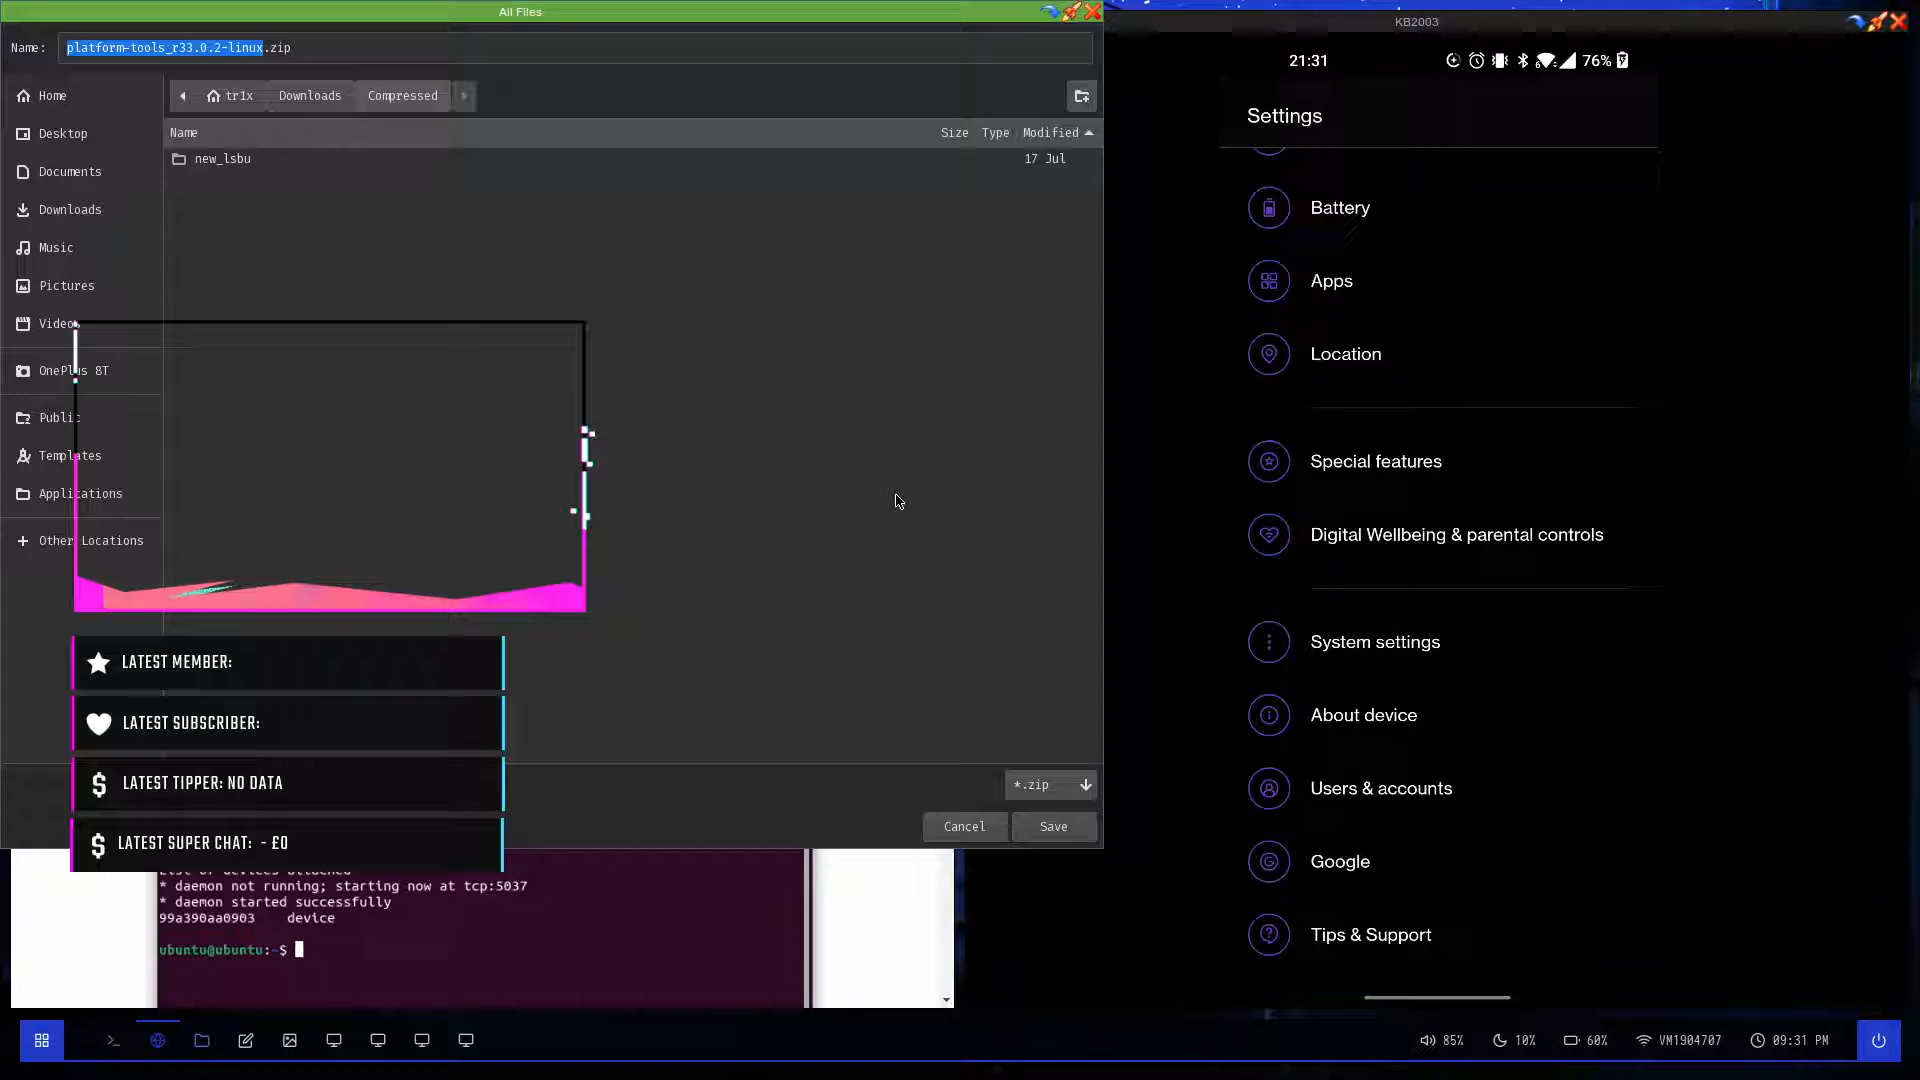 All Files
KB2003
Name:
platform-tools_r33.0.2-linux.zip
Home
Desktop
Documents
Downloads
Music
Pictures
Videos
OnePlus 8T
Public
Templates
Applications
Other Locations
tr1x
Downloads
Compressed
Name
Size
Type
Modified
new_lsbu
17 Jul
*.zip
Cancel
Save
LATEST MEMBER:
LATEST SUBSCRIBER:
LATEST TIPPER: NO DATA
LATEST SUPER CHAT: - £0
* daemon not running; starting now at tcp:5037
* daemon started successfully
99a390aa0903 device
ubuntu@ubuntu:~$
21:31
76%
Settings
Battery
Apps
Location
Special features
Digital Wellbeing & parental controls
System settings
About device
Users & accounts
Google
Tips & Support
85%
10%
60%
VM1904707
09:31 PM